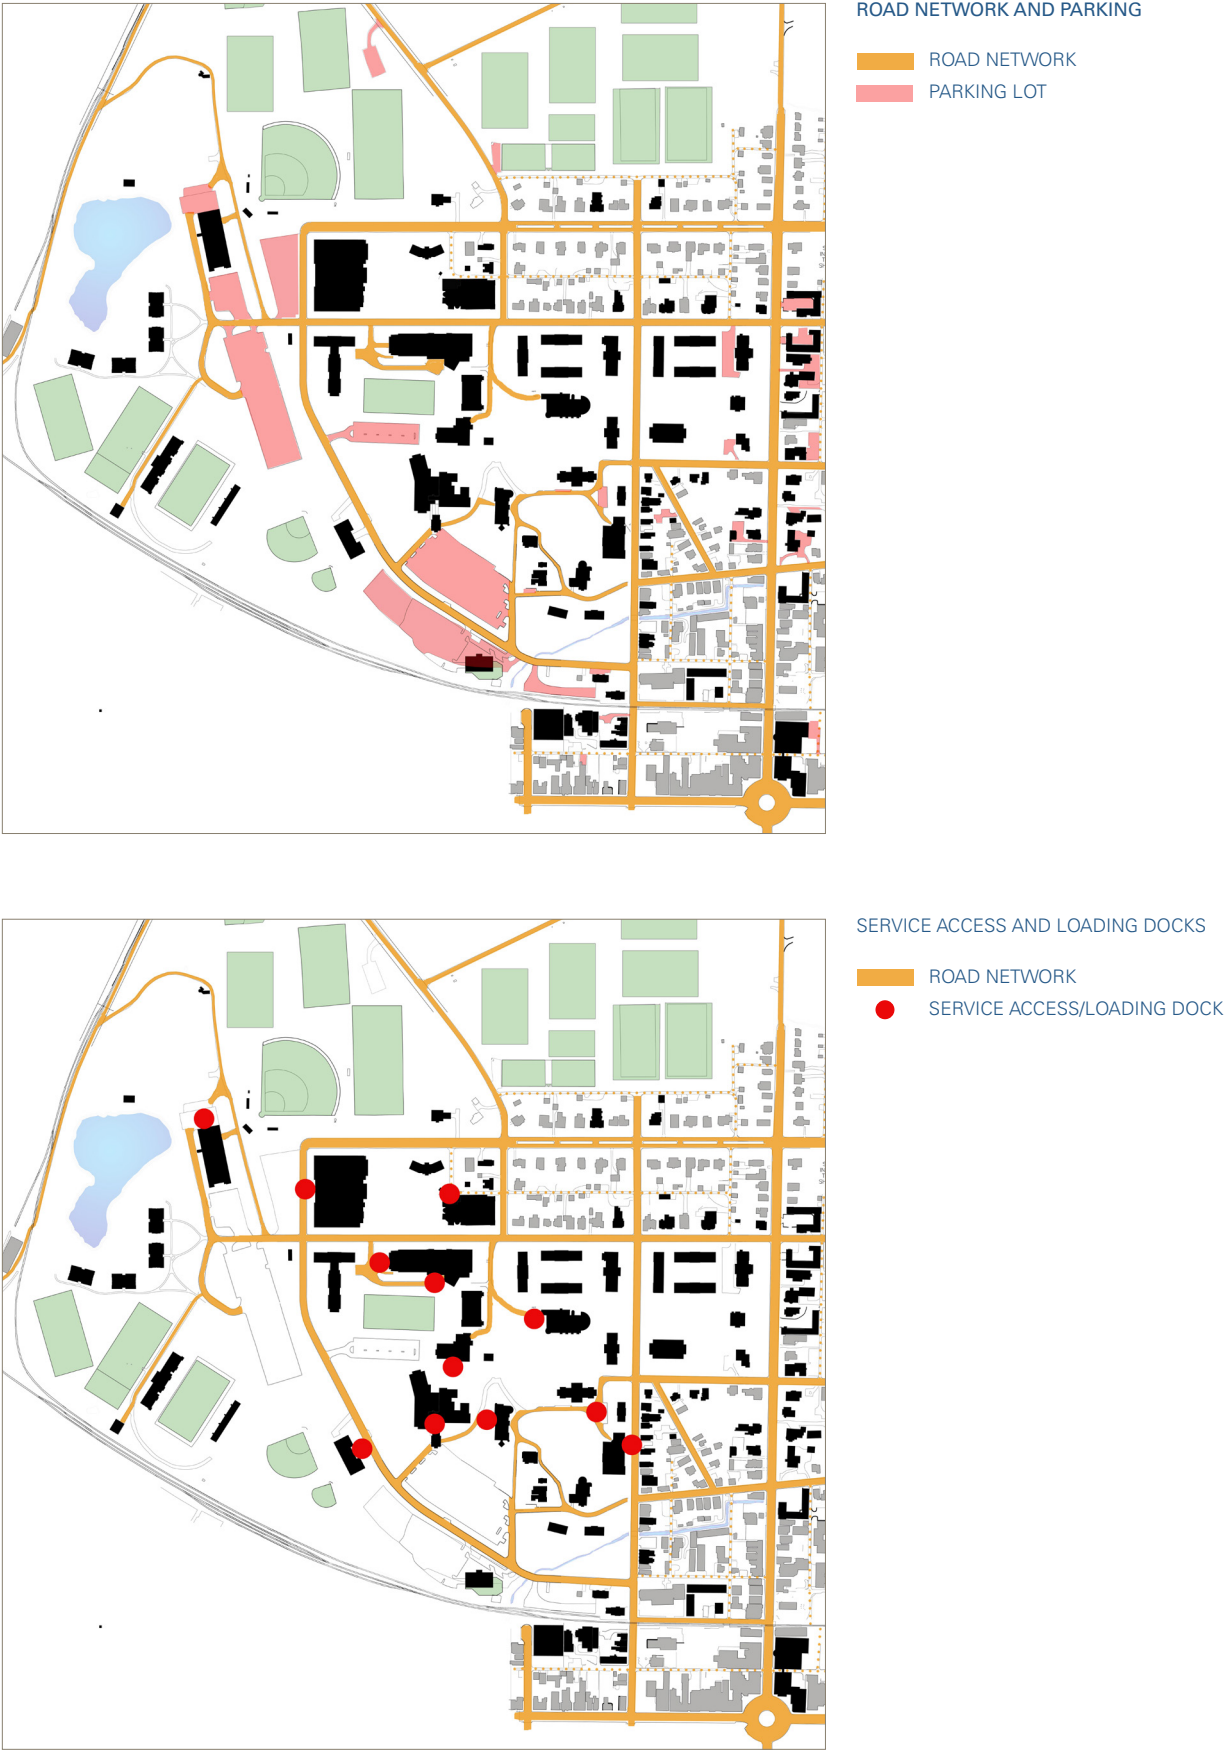 ROAD NETWORK AND PARKING
ROAD NETWORK
PARKING LOT
SERVICE ACCESS AND LOADING DOCKS
ROAD NETWORK
SERVICE ACCESS/LOADING DOCK